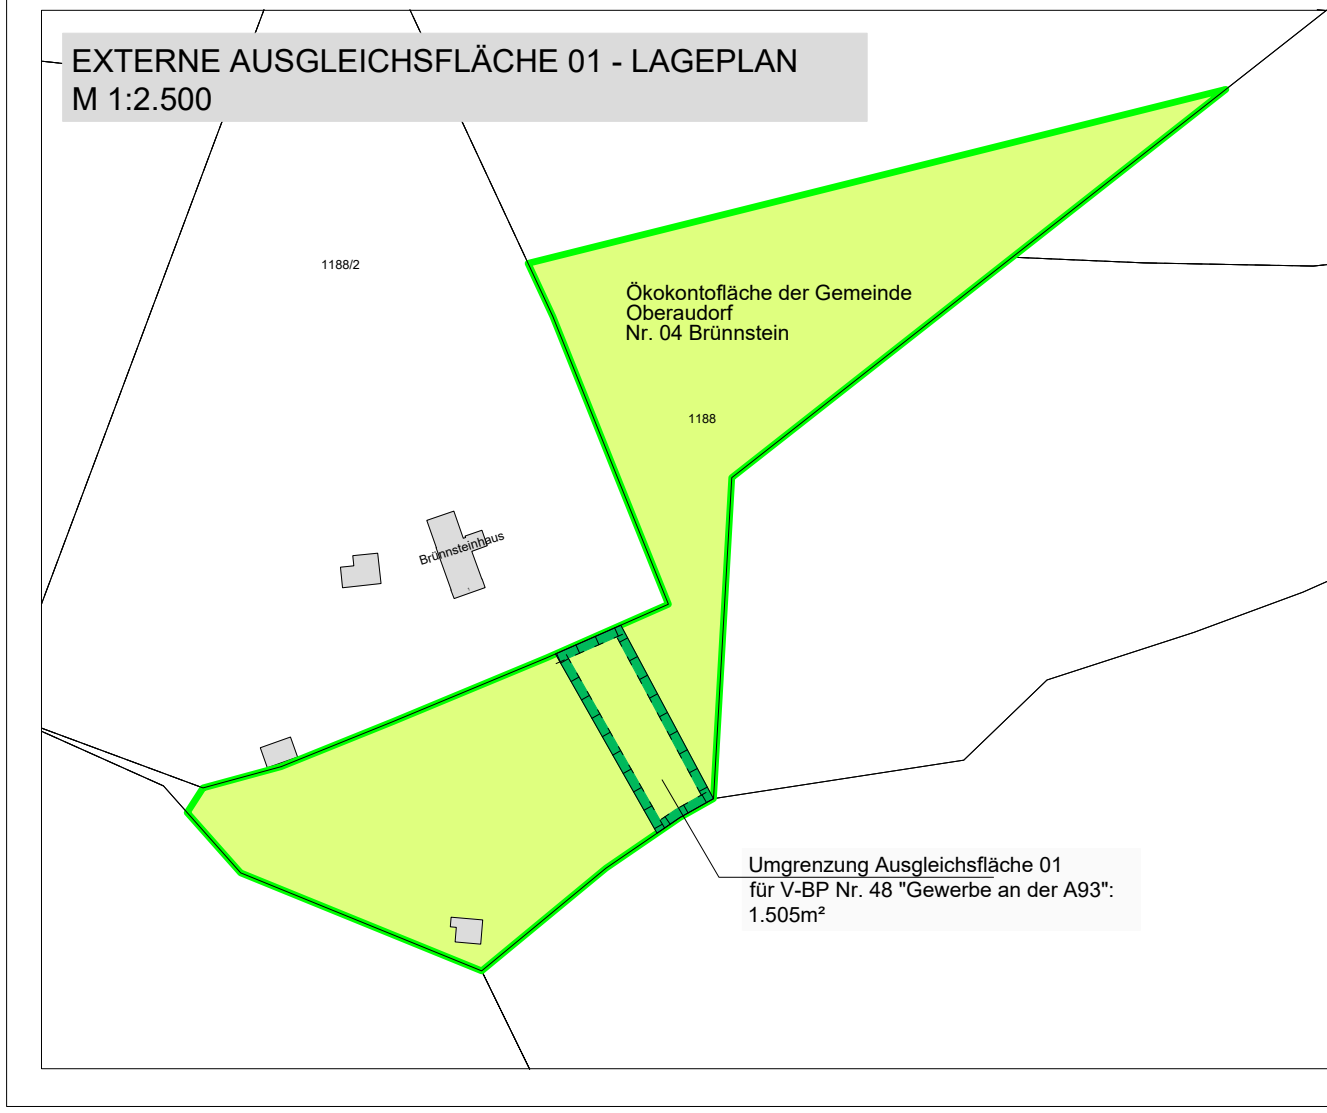 EXTERNE AUSGLEICHSFLÄCHE 01 - LAGEPLAN
M 1:2.500
1188/2
Ökokontofläche der Gemeinde
Oberaudorf
Nr. 04 Brünnstein
1188
Brünnsteinhaus
Umgrenzung Ausgleichsfläche 01
für V-BP Nr. 48 "Gewerbe an der A93":
1.505m²